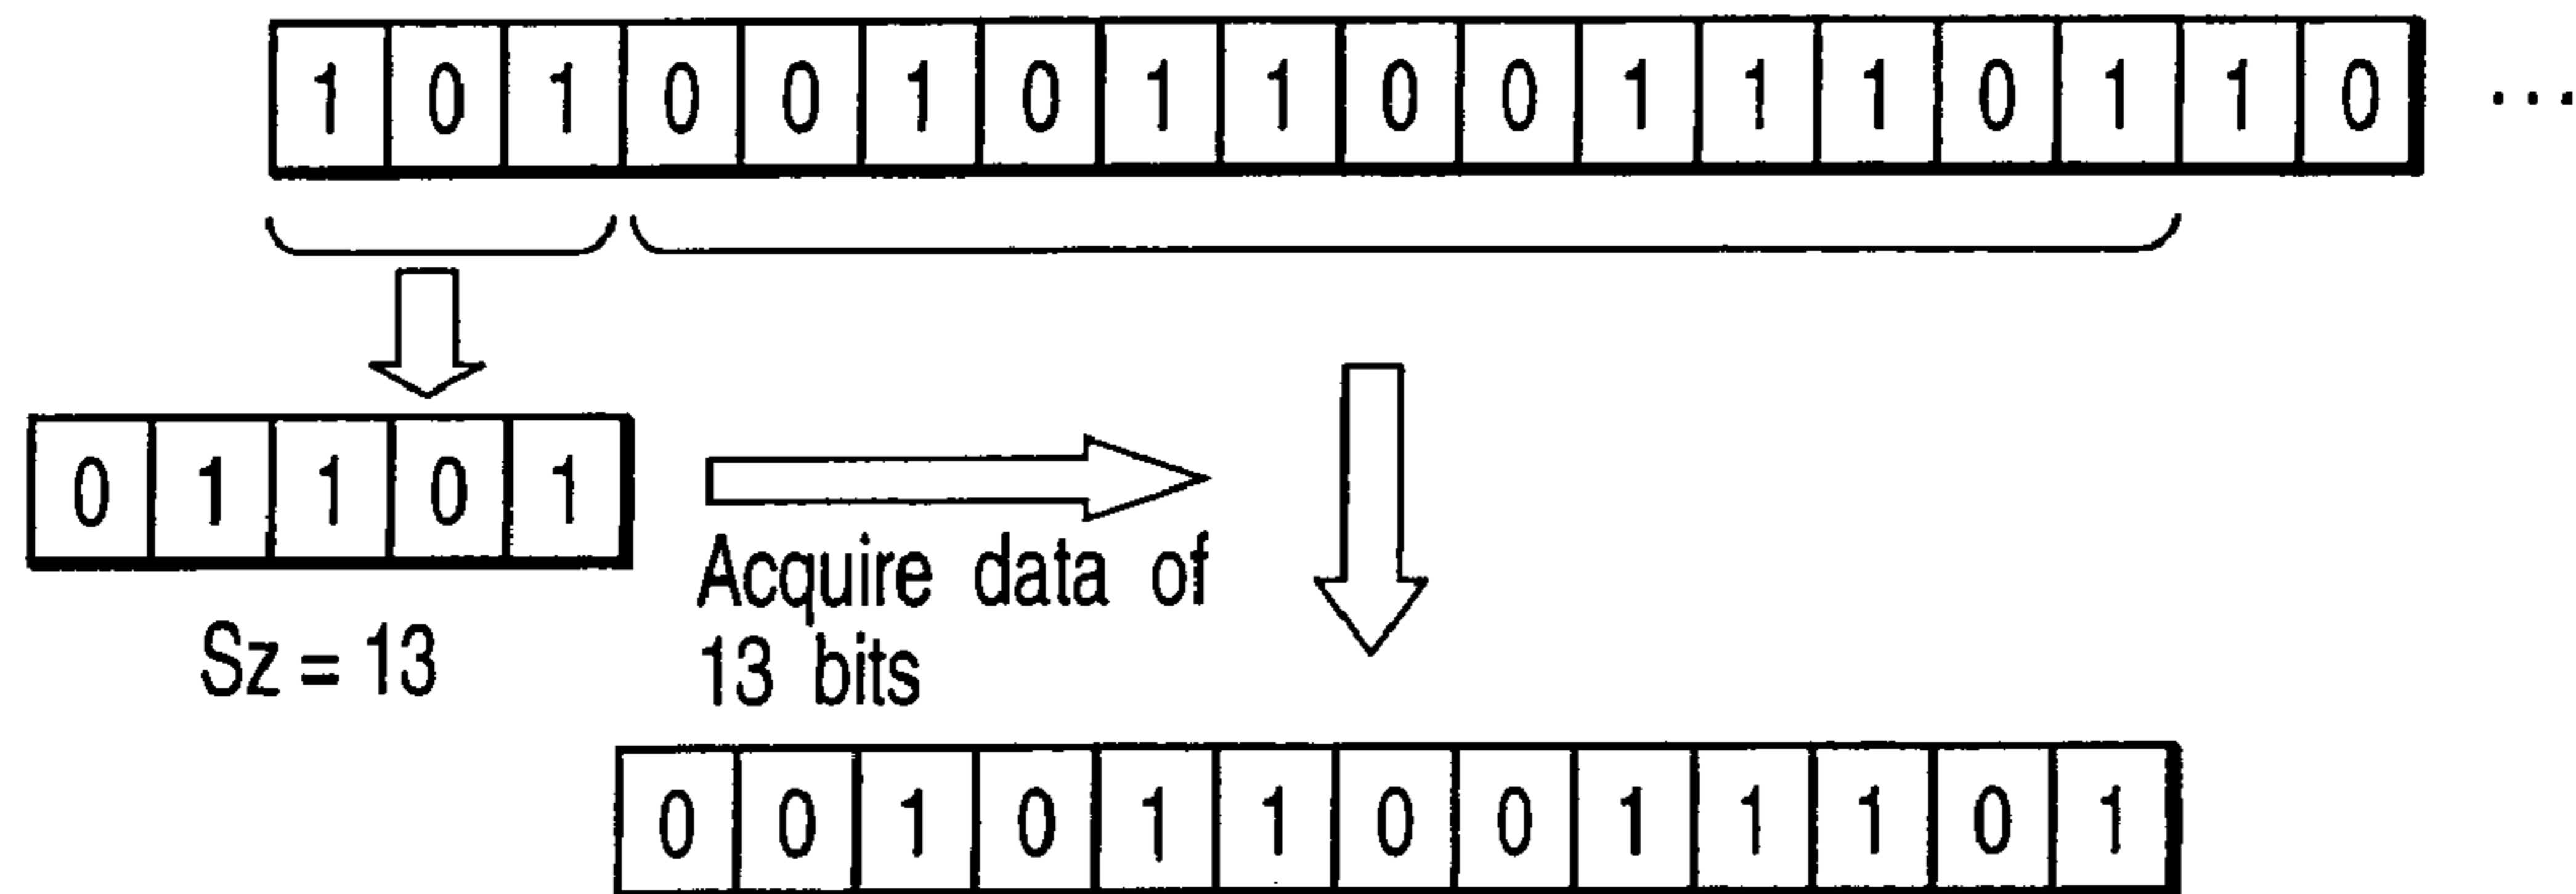 1 0 1 0 0 1 0 1 1 0 0 1 1 1 0 1 1 0 ...
0 1 1 0 1
Acquire data of
13 bits
Sz = 13
0 0 1 0 1 1 0 0 1 1 1 0 1